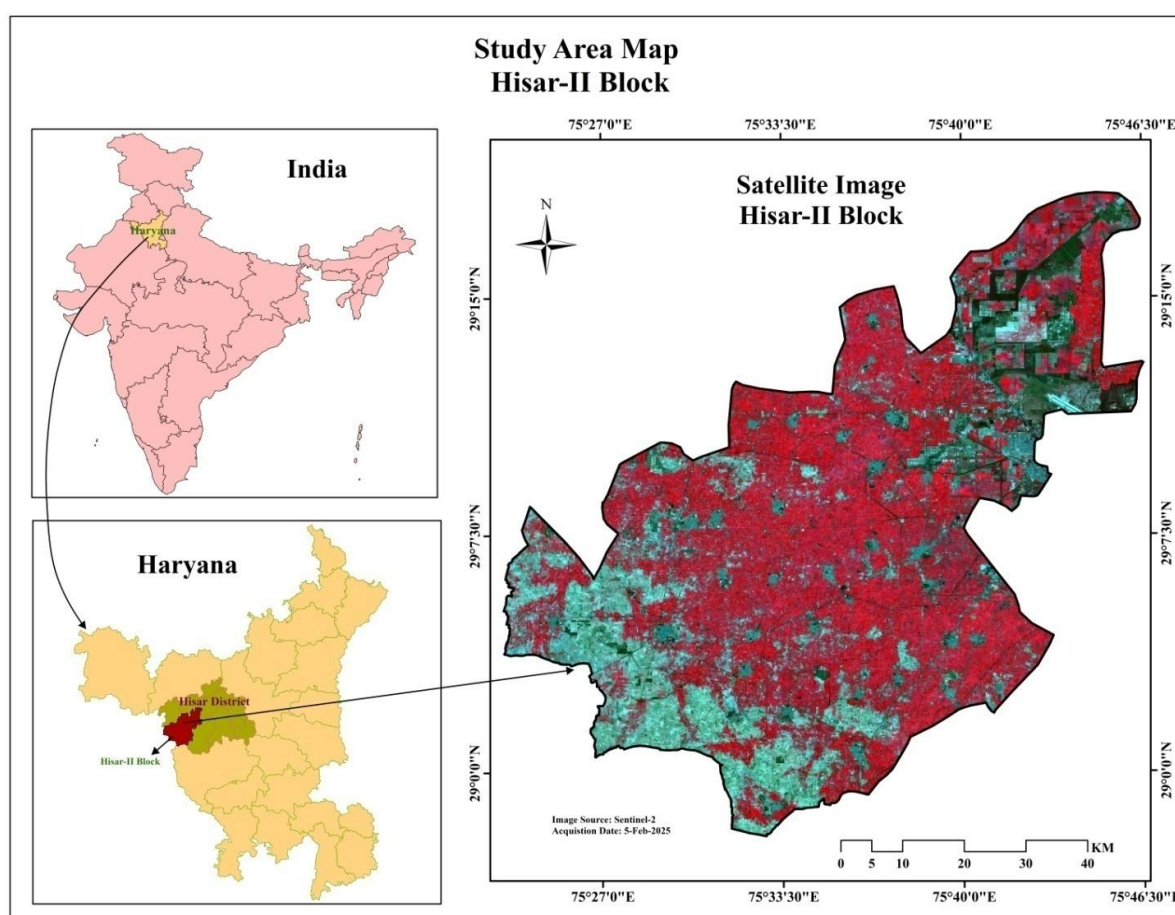 Study Area Map
Hisar-II Block
India
Haryana
Haryana
Hisar District
Hisar-II Block
75°27'0"E 75°33'30"E 75°40'0"E 75°46'30"E
Satellite Image
Hisar-II Block
N
29°15'0"N 29°15'0"N
29°7'30"N 29°7'30"N
29°0'0"N 29°0'0"N
Image Source: Sentinel-2
Acquistion Date: 5-Feb-2025
KM
0 5 10 20 30 40
75°27'0"E 75°33'30"E 75°40'0"E 75°46'30"E